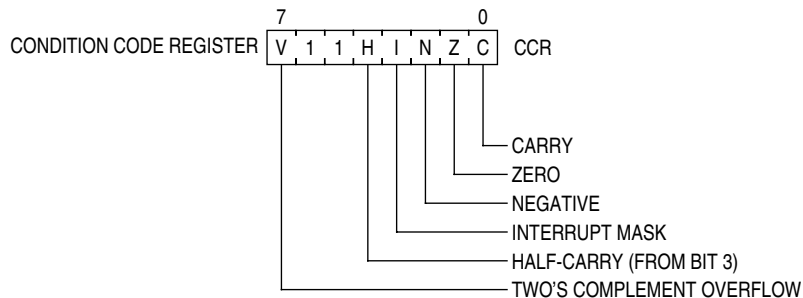 7 0
CONDITION CODE REGISTER V 1 1 H I N Z C CCR
CARRY
ZERO
NEGATIVE
INTERRUPT MASK
HALF-CARRY (FROM BIT 3)
TWO'S COMPLEMENT OVERFLOW